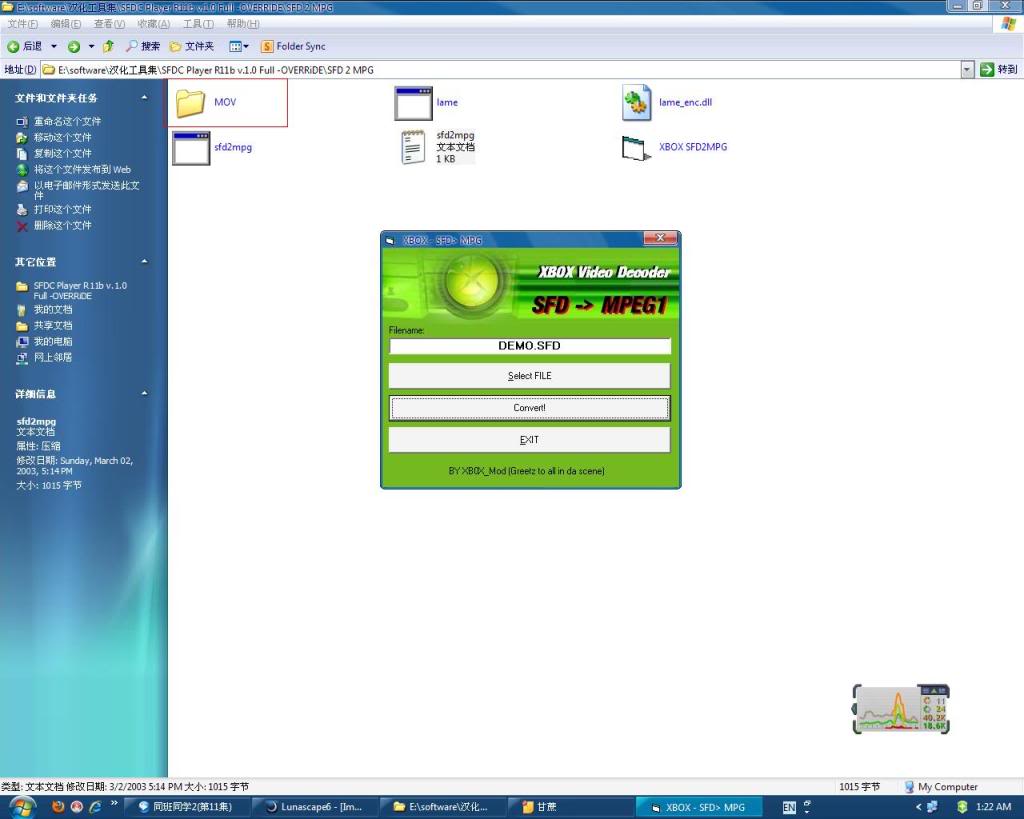 E:\software\汉化工具集\SFDC Player R11b v.1.0 Full -OVERRiDE\SFD 2 MPG
文件(F) 编辑(E) 查看(V) 收藏(A) 工具(T) 帮助(H)
后退 搜索 文件夹 Folder Sync
地址(D) E:\software\汉化工具集\SFDC Player R11b v.1.0 Full -OVERRiDE\SFD 2 MPG 转到
文件和文件夹任务
重命名这个文件
移动这个文件
复制这个文件
将这个文件发布到 Web
以电子邮件形式发送此文
件
打印这个文件
删除这个文件
其它位置
SFDC Player R11b v.1.0
Full -OVERRiDE
我的文档
共享文档
我的电脑
网上邻居
详细信息
sfd2mpg
文本文档
属性: 压缩
修改日期: Sunday, March 02,
2003, 5:14 PM
大小: 1015 字节
MOV
lame
lame_enc.dll
sfd2mpg
sfd2mpg
文本文档
1 KB
XBOX SFD2MPG
XBOX - SFD> MPG
XBOX Video Decoder
SFD -> MPEG1
Filename:
DEMO.SFD
Select FILE
Convert!
EXIT
BY XB0X_Mod (Greetz to all in da scene)
11
24
40.2K
18.6K
类型: 文本文档 修改日期: 3/2/2003 5:14 PM 大小: 1015 字节 1015 字节 My Computer
同班同学2(第11集) Lunascape6 - [Im... E:\software\汉化... 甘蔗 XBOX - SFD> MPG EN 1:22 AM